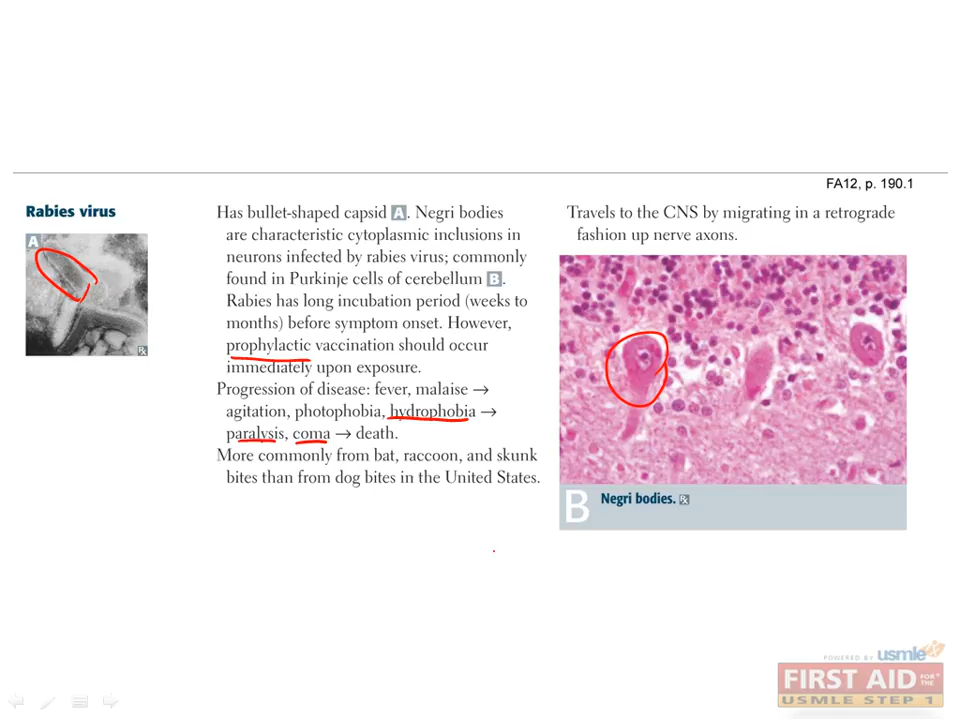 FA12, p. 190.1
Rabies virus
A
Rx
Has bullet-shaped capsid A. Negri bodies
are characteristic cytoplasmic inclusions in
neurons infected by rabies virus; commonly
found in Purkinje cells of cerebellum B.
Rabies has long incubation period (weeks to
months) before symptom onset. However,
prophylactic vaccination should occur
immediately upon exposure.
Progression of disease: fever, malaise →
agitation, photophobia, hydrophobia →
paralysis, coma → death.
More commonly from bat, raccoon, and skunk
bites than from dog bites in the United States.
Travels to the CNS by migrating in a retrograde
fashion up nerve axons.
B Negri bodies. Rx
POWERED BY usmle Rx
FIRST AID FOR THE®
USMLE STEP 1